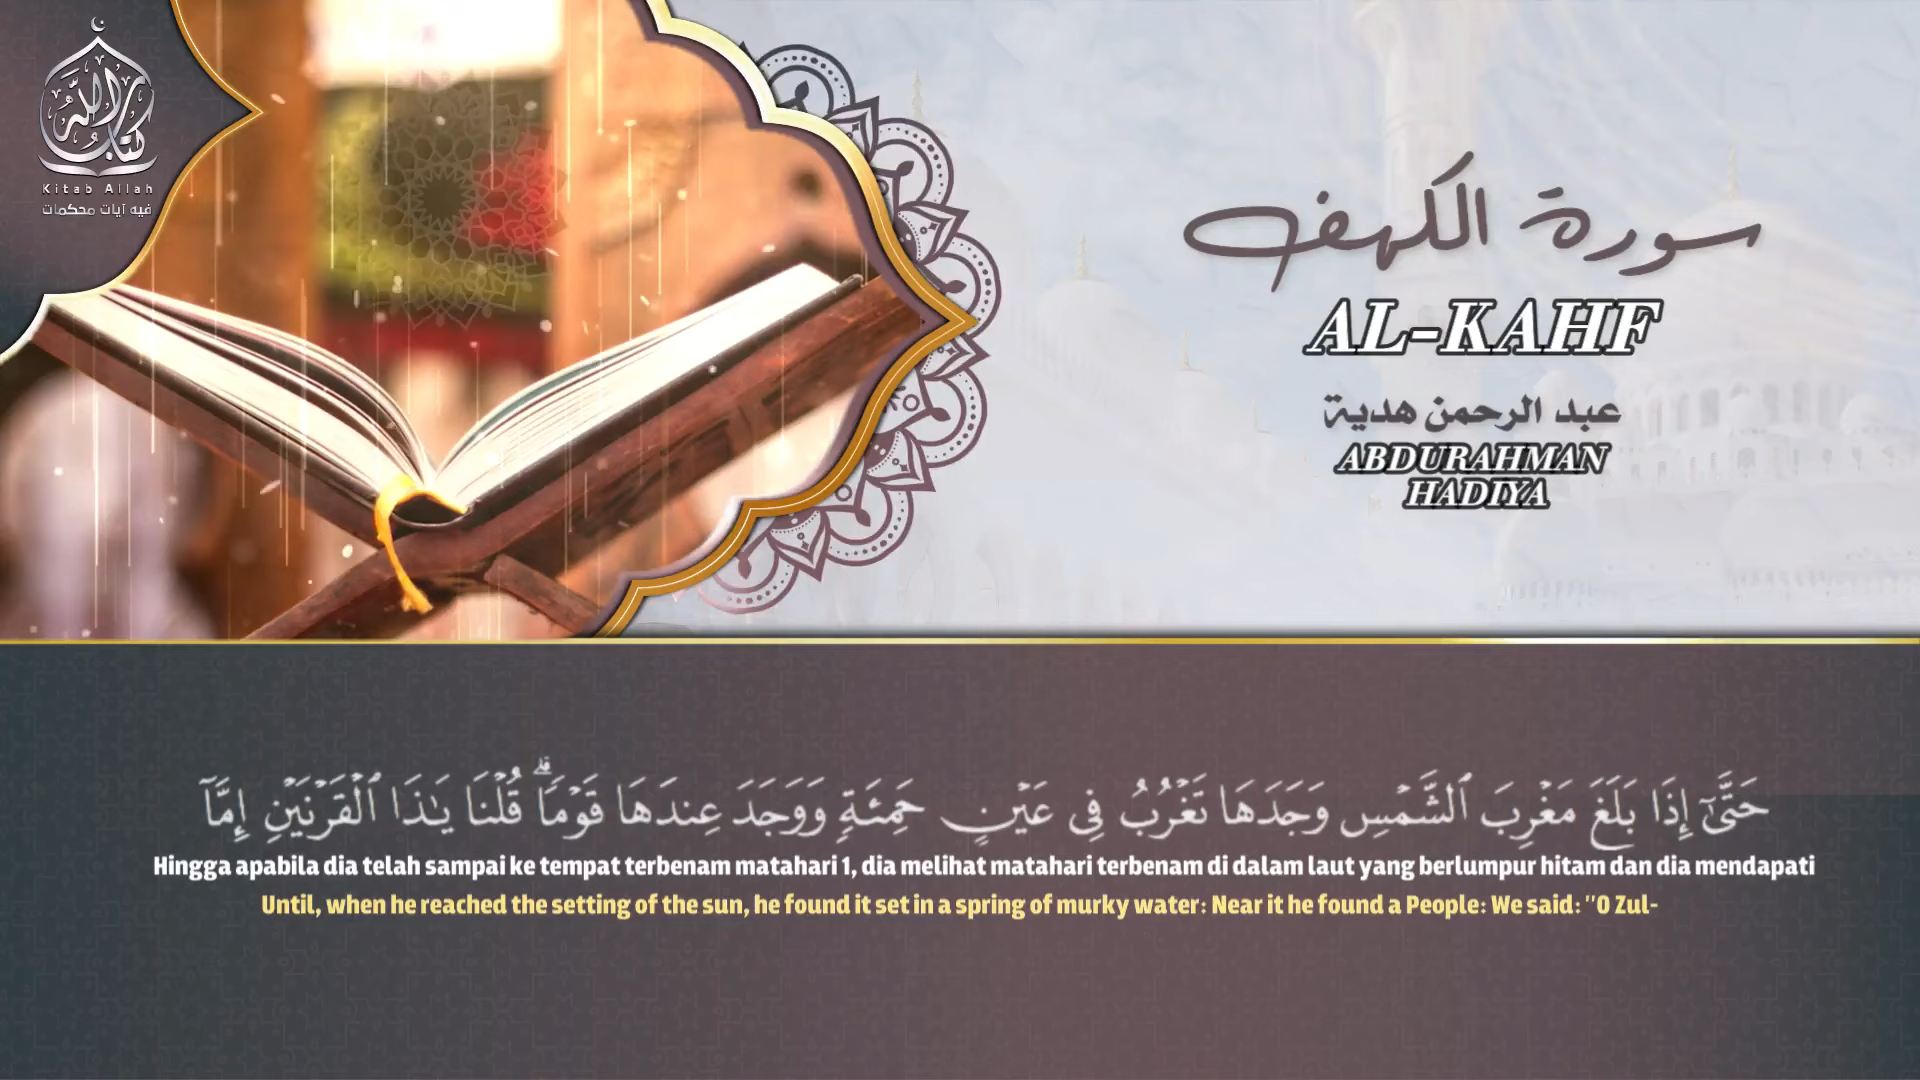 كتاب الله
Kitab Allah
فيه آيات محكمات
سورة الكهف
AL-KAHF
عبد الرحمن هدية
ABDURAHMAN
HADIYA
حَتَّىٰٓ إِذَا بَلَغَ مَغْرِبَ ٱلشَّمْسِ وَجَدَهَا تَغْرُبُ فِى عَيْنٍ حَمِئَةٍ وَوَجَدَ عِندَهَا قَوْمًا ۗ قُلْنَا يَـٰذَا ٱلْقَرْنَيْنِ إِمَّآ
Hingga apabila dia telah sampai ke tempat terbenam matahari 1, dia melihat matahari terbenam di dalam laut yang berlumpur hitam dan dia mendapati
Until, when he reached the setting of the sun, he found it set in a spring of murky water: Near it he found a People: We said: "O Zul-